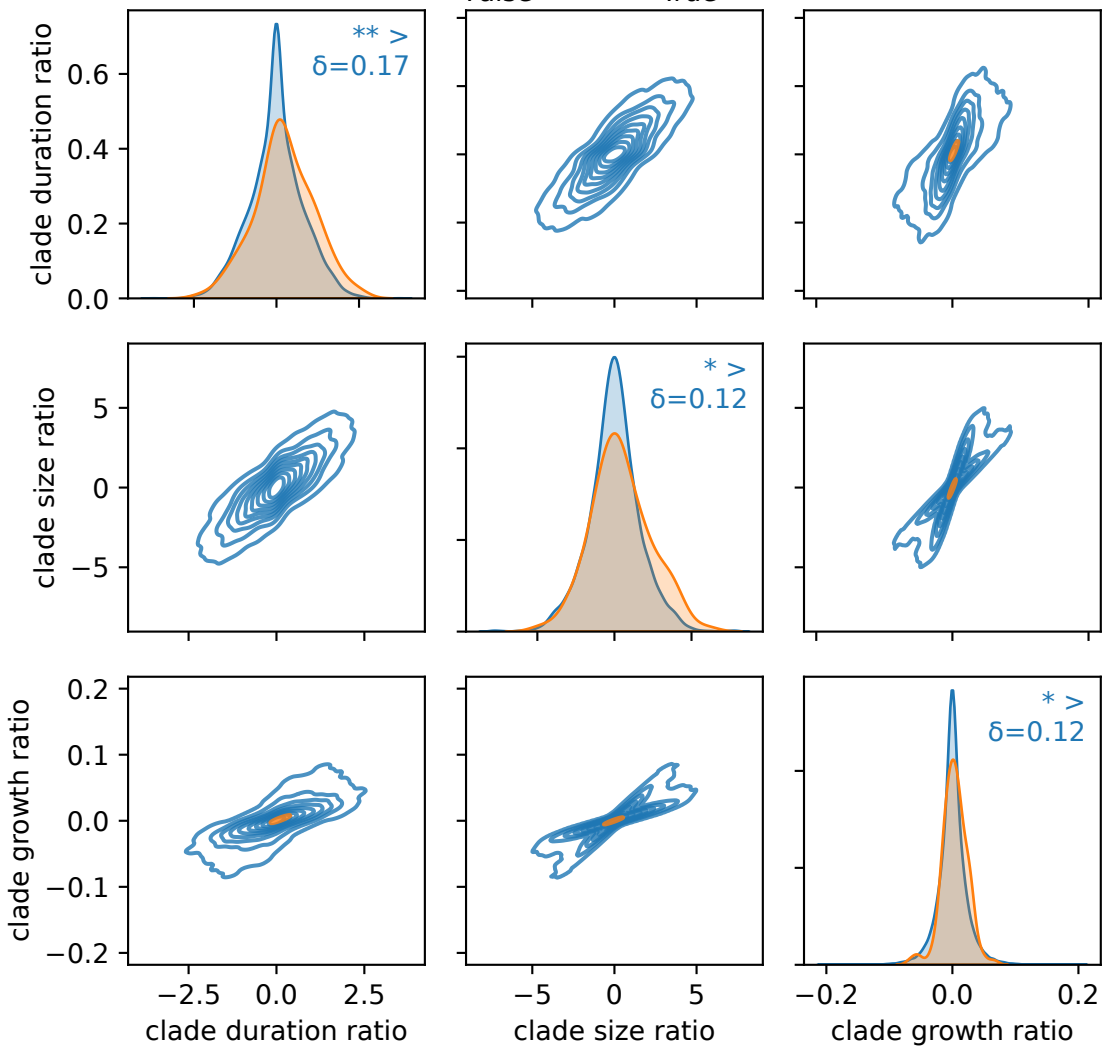 clade duration ratio
0.6
0.4
0.2
0.0
** >
δ=0.17
clade size ratio
5
0
−5
* >
δ=0.12
clade growth ratio
0.2
0.1
0.0
−0.1
−0.2
* >
δ=0.12
−2.5 0.0 2.5
−5 0 5
−0.2 0.0 0.2
clade duration ratio
clade size ratio
clade growth ratio